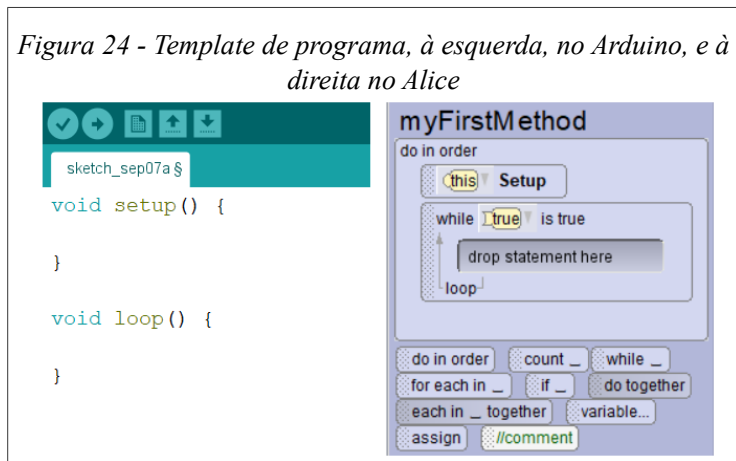 Figura 24 - Template de programa, à esquerda, no Arduino, e à
direita no Alice
sketch_sep07a §
void setup() {
}
void loop() {
}
myFirstMethod
do in order
this Setup
while true is true
drop statement here
loop
do in order count _ while _
for each in _ if _ do together
each in _ together variable...
assign //comment